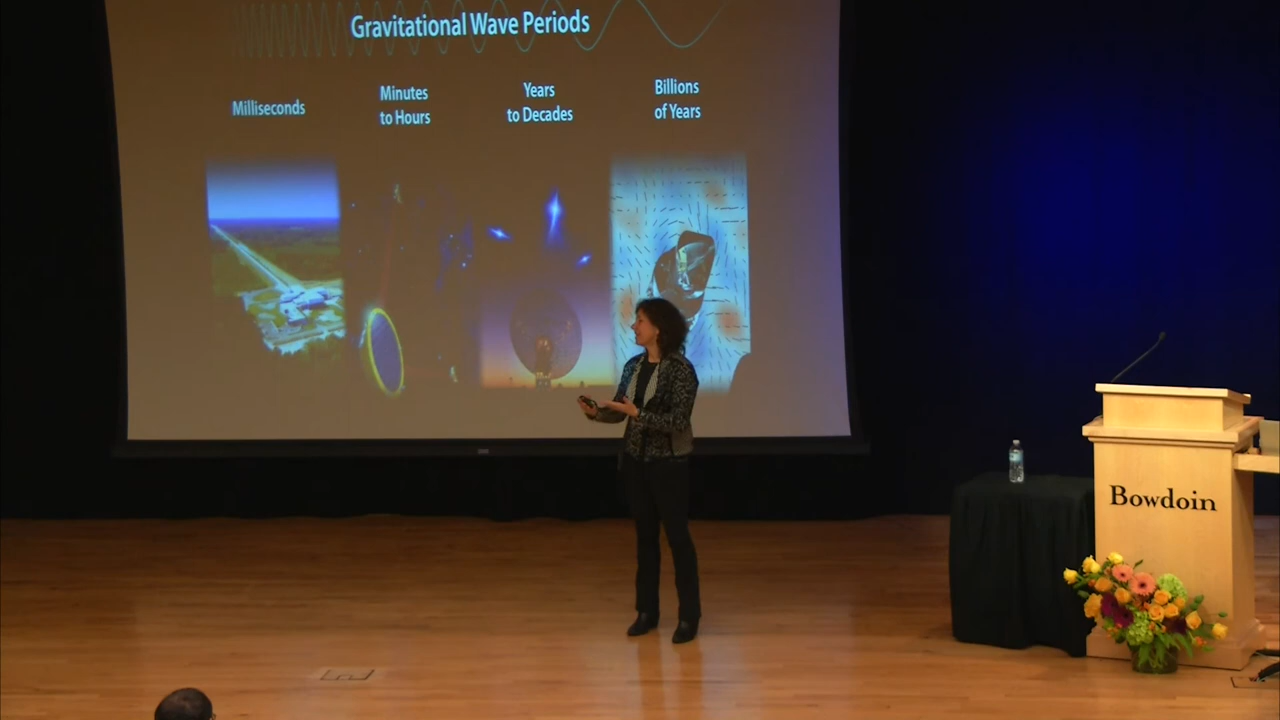 Gravitational Wave Periods
Milliseconds
Minutes
to Hours
Years
to Decades
Billions
of Years
Bowdoin